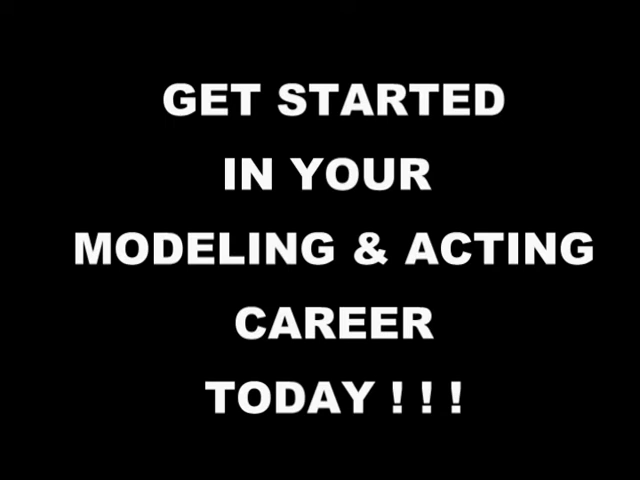 GET STARTED
IN YOUR
MODELING & ACTING
CAREER
TODAY ! ! !